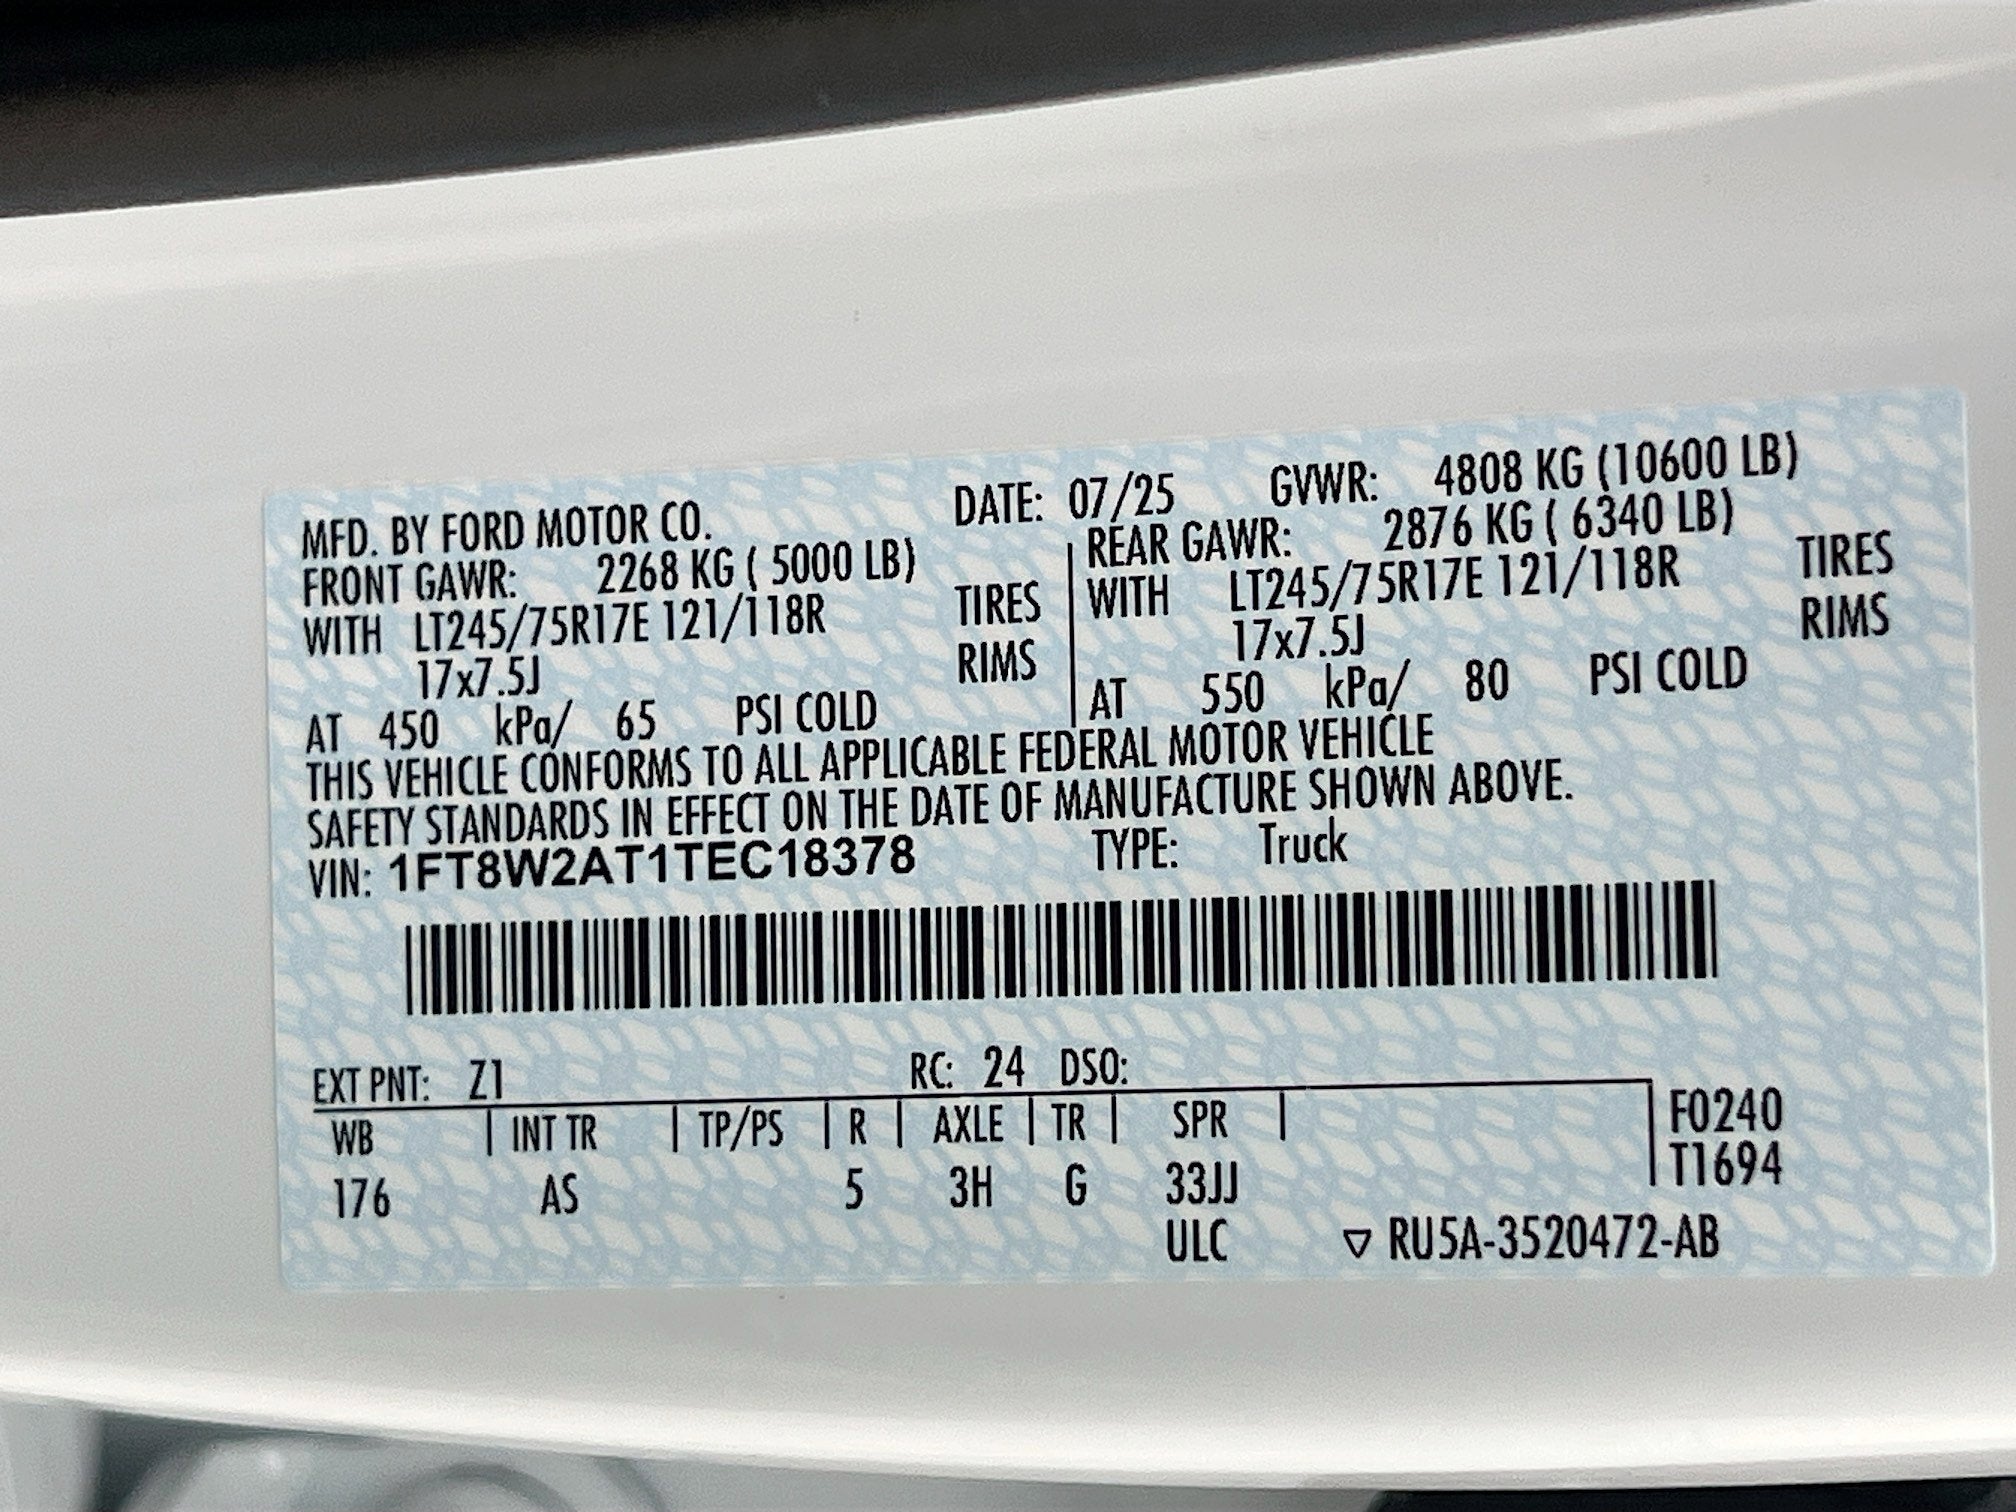 MFD. BY FORD MOTOR CO. DATE: 07/25 GVWR: 4808 KG (10600 LB)
FRONT GAWR: 2268 KG ( 5000 LB) REAR GAWR: 2876 KG ( 6340 LB)
WITH LT245/75R17E 121/118R TIRES WITH LT245/75R17E 121/118R TIRES
17x7.5J RIMS 17x7.5J RIMS
AT 450 kPa/ 65 PSI COLD AT 550 kPa/ 80 PSI COLD
THIS VEHICLE CONFORMS TO ALL APPLICABLE FEDERAL MOTOR VEHICLE
SAFETY STANDARDS IN EFFECT ON THE DATE OF MANUFACTURE SHOWN ABOVE.
VIN: 1FT8W2AT1TEC18378 TYPE: Truck
EXT PNT: Z1 RC: 24 DSO:
WB | INT TR | TP/PS | R | AXLE | TR | SPR | F0240
T1694
176 AS 5 3H G 33JJ
ULC ▽ RU5A-3520472-AB